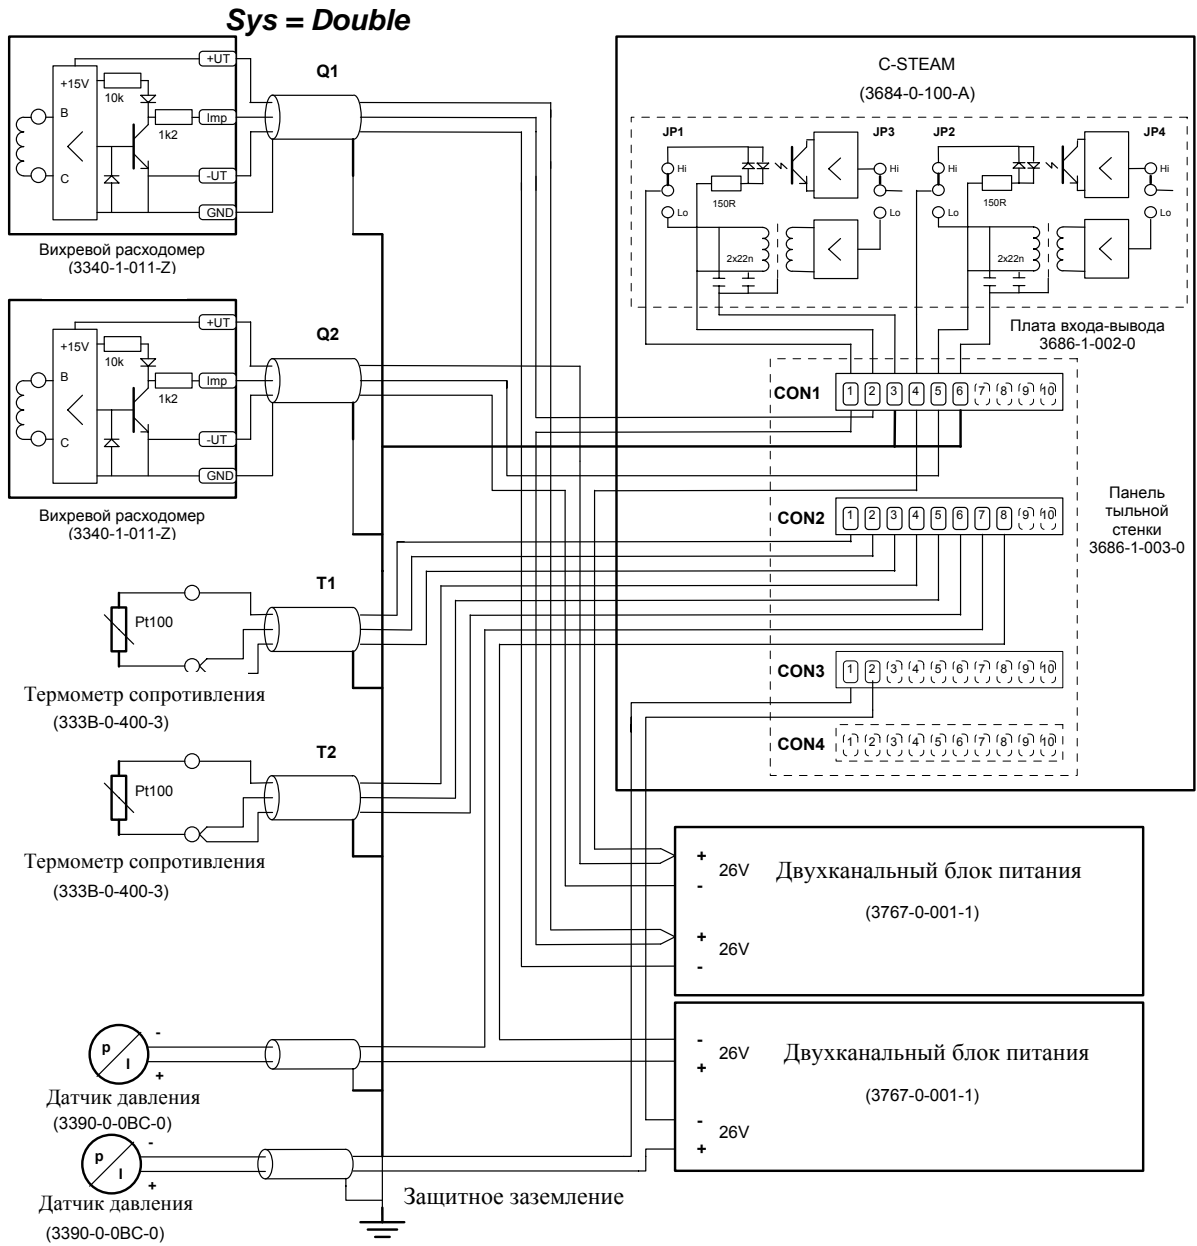 Sys = Double
+UT
+15V
10k
B
Imp
1k2
C
-UT
GND
Вихревой расходомер
(3340-1-011-Z)
Q1
+UT
+15V
10k
B
Imp
1k2
C
-UT
GND
Вихревой расходомер
(3340-1-011-Z)
Q2
T1
Pt100
Термометр сопротивления
(333B-0-400-3)
T2
Pt100
Термометр сопротивления
(333B-0-400-3)
C-STEAM
(3684-0-100-A)
JP1 JP3 JP2 JP4
Hi Hi Hi Hi
150R 150R
Lo Lo Lo Lo
2x22n 2x22n
Плата входа-вывода
3686-1-002-0
CON1 1 2 3 4 5 6 7 8 9 10
Панель
тыльной
стенки
3686-1-003-0
CON2 1 2 3 4 5 6 7 8 9 10
CON3 1 2 3 4 5 6 7 8 9 10
CON4 1 2 3 4 5 6 7 8 9 10
+
26V
-
Двухканальный блок питания
(3767-0-001-1)
+
26V
-
-
26V
+
Двухканальный блок питания
(3767-0-001-1)
-
26V
+
p
I
-
+
Датчик давления
(3390-0-0BC-0)
p
I
-
+
Датчик давления
(3390-0-0BC-0)
Защитное заземление